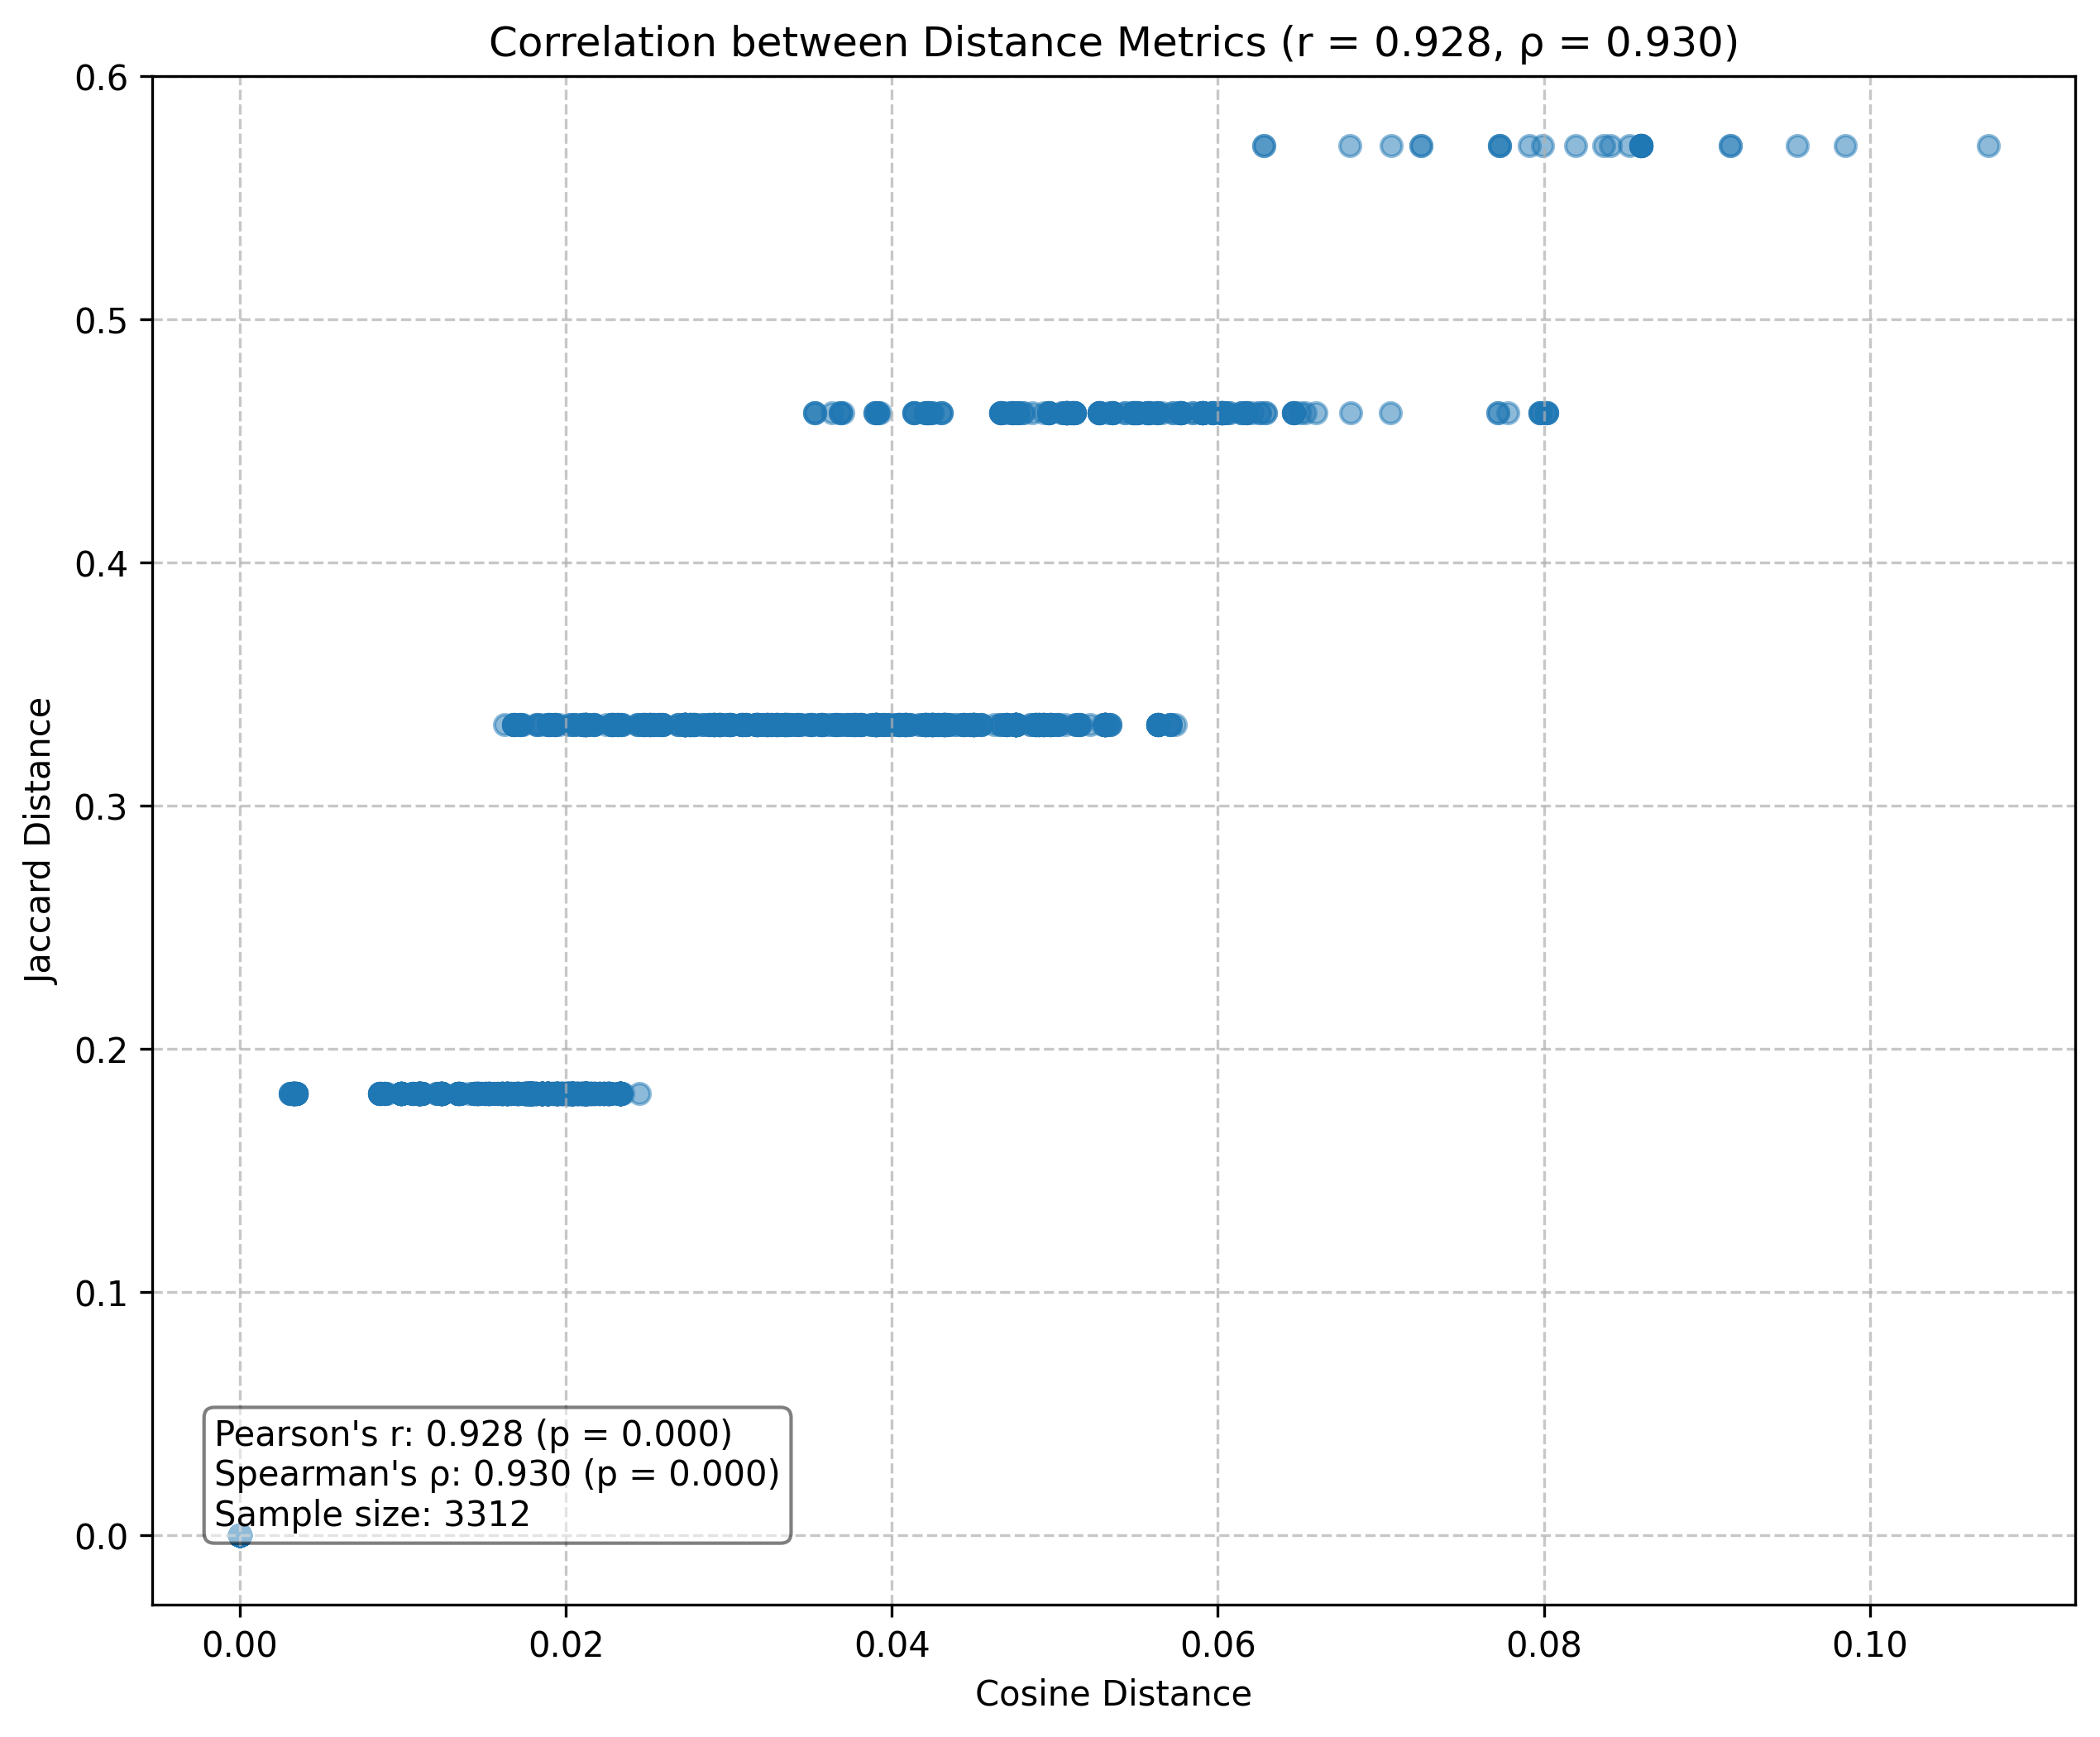 Correlation between Distance Metrics (r = 0.928, ρ = 0.930)
0.6
0.5
0.4
0.3
0.2
0.1
0.0
Jaccard Distance
Pearson's r: 0.928 (p = 0.000)
Spearman's ρ: 0.930 (p = 0.000)
Sample size: 3312
0.00 0.02 0.04 0.06 0.08 0.10
Cosine Distance